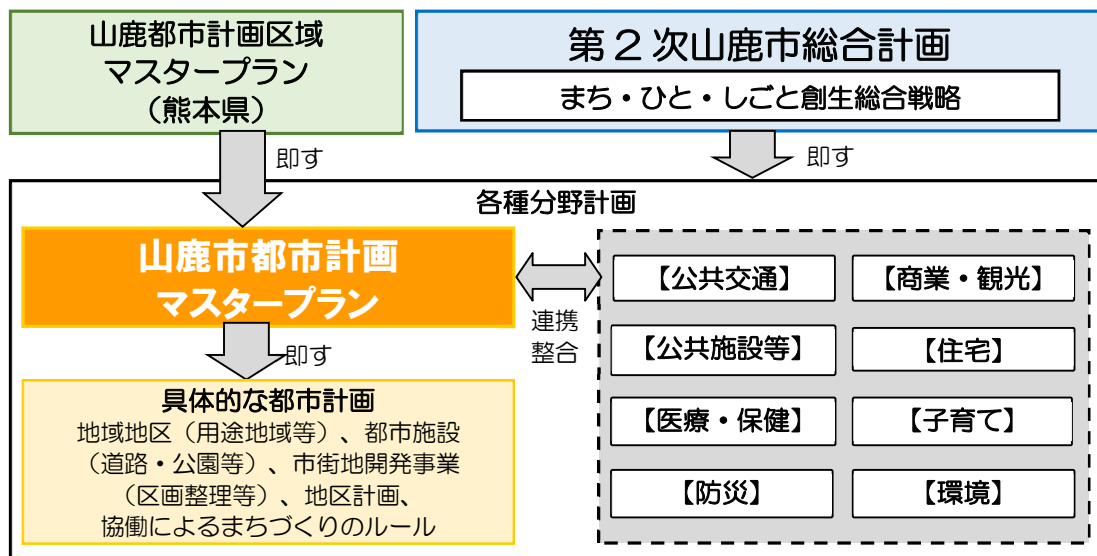 山鹿都市計画区域
マスタープラン
（熊本県）
第２次山鹿市総合計画
まち・ひと・しごと創生総合戦略
即す
即す
各種分野計画
山鹿市都市計画
マスタープラン
連携
整合
即す
具体的な都市計画
地域地区（用途地域等）、都市施設
（道路・公園等）、市街地開発事業
（区画整理等）、地区計画、
協働によるまちづくりのルール
【公共交通】
【商業・観光】
【公共施設等】
【住宅】
【医療・保健】
【子育て】
【防災】
【環境】